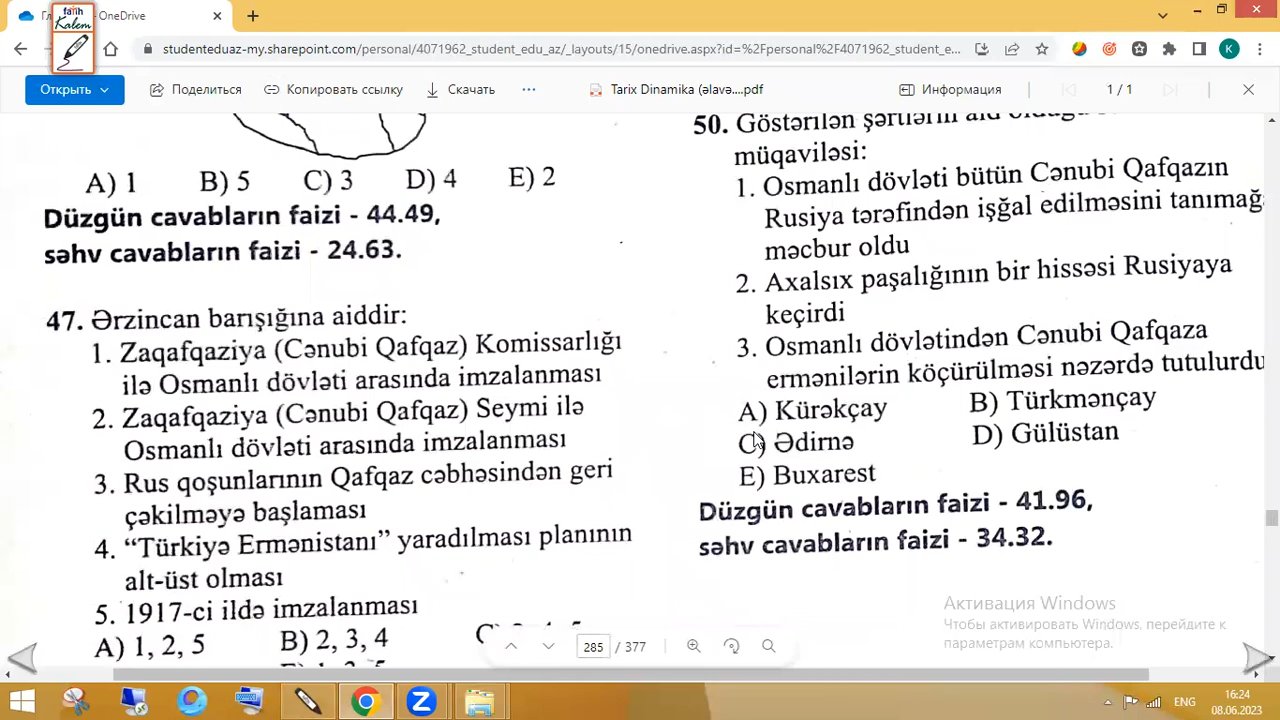 fatih
Kalem
Гл
- OneDrive
studenteduaz-my.sharepoint.com/personal/4071962_student_edu_az/_layouts/15/onedrive.aspx?id=%2Fpersonal%2F4071962_student_e...
K
Открыть
Поделиться
Копировать ссылку
Скачать
...
Tarix Dinamika (əlavə....pdf
Информация
1 / 1
A) 1 B) 5 C) 3 D) 4 E) 2
Düzgün cavabların faizi - 44.49,
səhv cavabların faizi - 24.63.
47. Ərzincan barışığına aiddir:
1. Zaqafqaziya (Cənubi Qafqaz) Komissarlığı
ilə Osmanlı dövləti arasında imzalanması
2. Zaqafqaziya (Cənubi Qafqaz) Seymi ilə
Osmanlı dövləti arasında imzalanması
3. Rus qoşunlarının Qafqaz cəbhəsindən geri
çəkilməyə başlaması
4. “Türkiyə Ermənistanı” yaradılması planının
alt-üst olması
5. 1917-ci ildə imzalanması
A) 1, 2, 5 B) 2, 3, 4
50. Göstərilən şərtlərin aid olduğu
müqaviləsi:
1. Osmanlı dövləti bütün Cənubi Qafqazın
Rusiya tərəfindən işğal edilməsini tanımağ
məcbur oldu
2. Axalsıx paşalığının bir hissəsi Rusiyaya
keçirdi
3. Osmanlı dövlətindən Cənubi Qafqaza
ermənilərin köçürülməsi nəzərdə tutulurdu
A) Kürəkçay B) Türkmənçay
C) Ədirnə D) Gülüstan
E) Buxarest
Düzgün cavabların faizi - 41.96,
səhv cavabların faizi - 34.32.
Активация Windows
Чтобы активировать Windows, перейдите в
параметрам компьютера.
285 / 377
ENG
16:24
08.06.2023